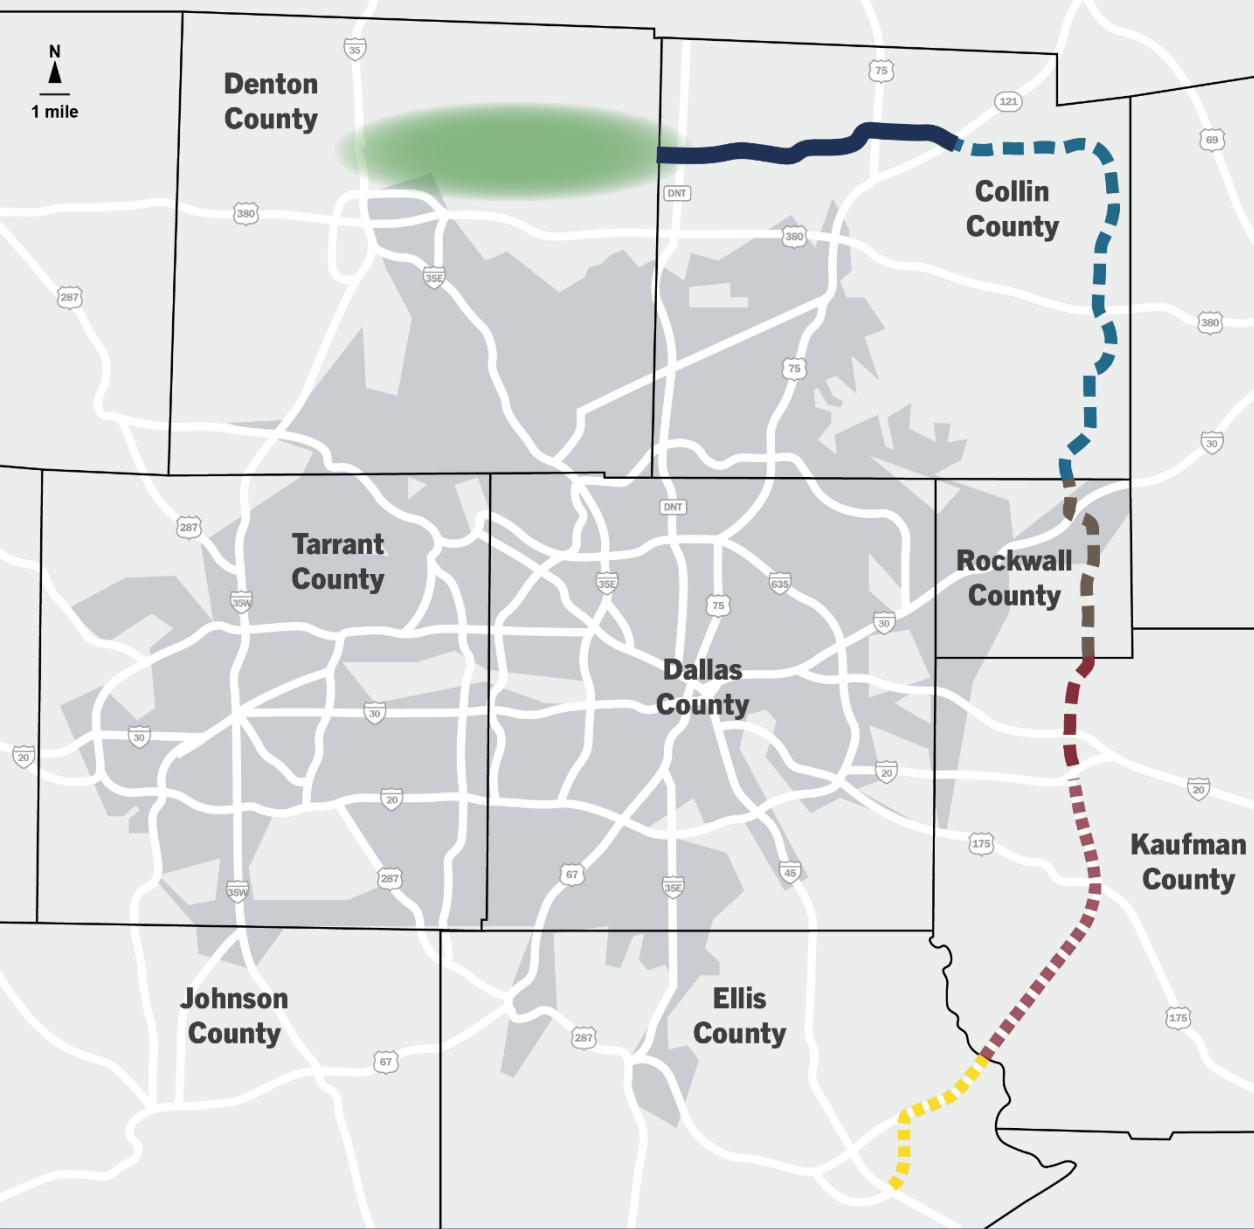 N
1 mile
35
Denton
County
75
121
69
Collin
County
DNT
380
380
35E
287
380
75
30
DNT
287
Tarrant
County
Rockwall
County
35E
635
35W
75
30
Dallas
County
30
30
20
20
20
20
175
Kaufman
County
287
35W
67
35E
45
Johnson
County
Ellis
County
175
287
67